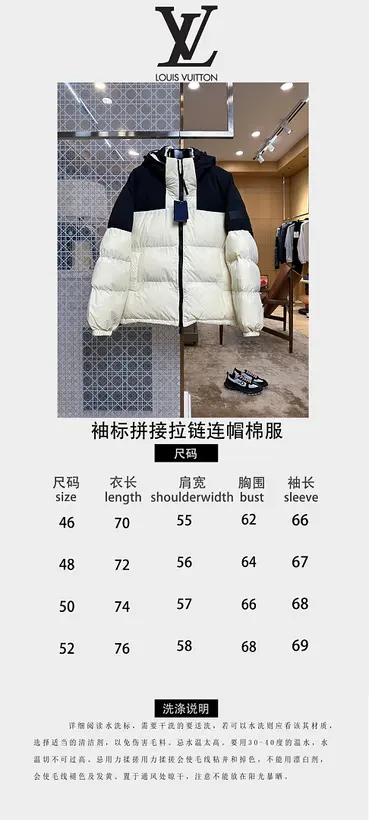 LV
LOUIS VUITTON
袖标拼接拉链连帽棉服
尺码
尺码 衣长 肩宽 胸围 袖长
size length shoulderwidth bust sleeve
46 70 55 62 66
48 72 56 64 67
50 74 57 66 68
52 76 58 68 69
洗涤说明
详细阅读水洗标，需要干洗的要送洗，若可以水洗则应看该其材质，
选择适当的清洁剂，以免伤害毛料。总水温太高。要用30-40度的温水，水
温切不可过高。总用力揉搓用力揉搓会使毛线粘并和掉色，不能用漂白剂，
会使毛线褪色及发黄。置于通风处晾干，注意不能放在阳光暴晒。